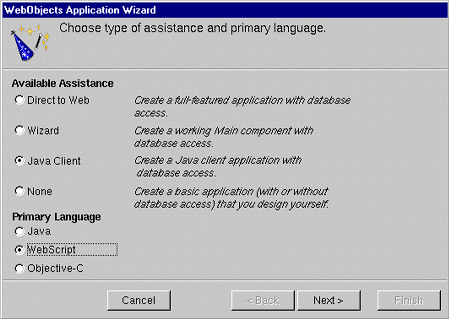 WebObjects Application Wizard
Choose type of assistance and primary language.
Available Assistance
Direct to Web Create a full-featured application with database
access.
Wizard Create a working Main component with
database access.
Java Client Create a Java client application with
database access.
None Create a basic application (with or without
database access) that you design yourself.
Primary Language
Java
WebScript
Objective-C
Cancel < Back Next > Finish